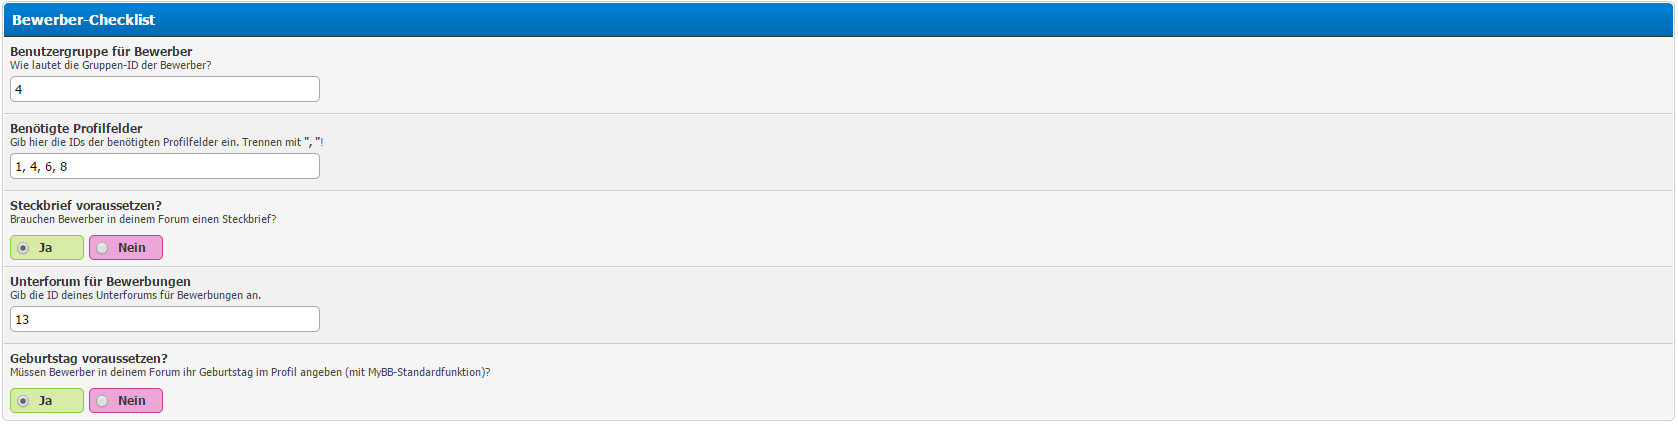 Bewerber-Checklist
Benutzergruppe für Bewerber
Wie lautet die Gruppen-ID der Bewerber?
4
Benötigte Profilfelder
Gib hier die IDs der benötigten Profilfelder ein. Trennen mit ", "!
1, 4, 6, 8
Steckbrief voraussetzen?
Brauchen Bewerber in deinem Forum einen Steckbrief?
Ja Nein
Unterforum für Bewerbungen
Gib die ID deines Unterforums für Bewerbungen an.
13
Geburtstag voraussetzen?
Müssen Bewerber in deinem Forum ihr Geburtstag im Profil angeben (mit MyBB-Standardfunktion)?
Ja Nein